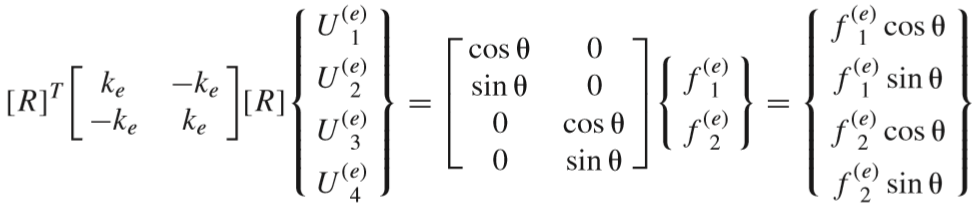 [R]^T [k_e -k_e; -k_e k_e] [R] {U_1^{(e)}; U_2^{(e)}; U_3^{(e)}; U_4^{(e)}} = [cos θ 0; sin θ 0; 0 cos θ; 0 sin θ] {f_1^{(e)}; f_2^{(e)}} = {f_1^{(e)} cos θ; f_1^{(e)} sin θ; f_2^{(e)} cos θ; f_2^{(e)} sin θ}